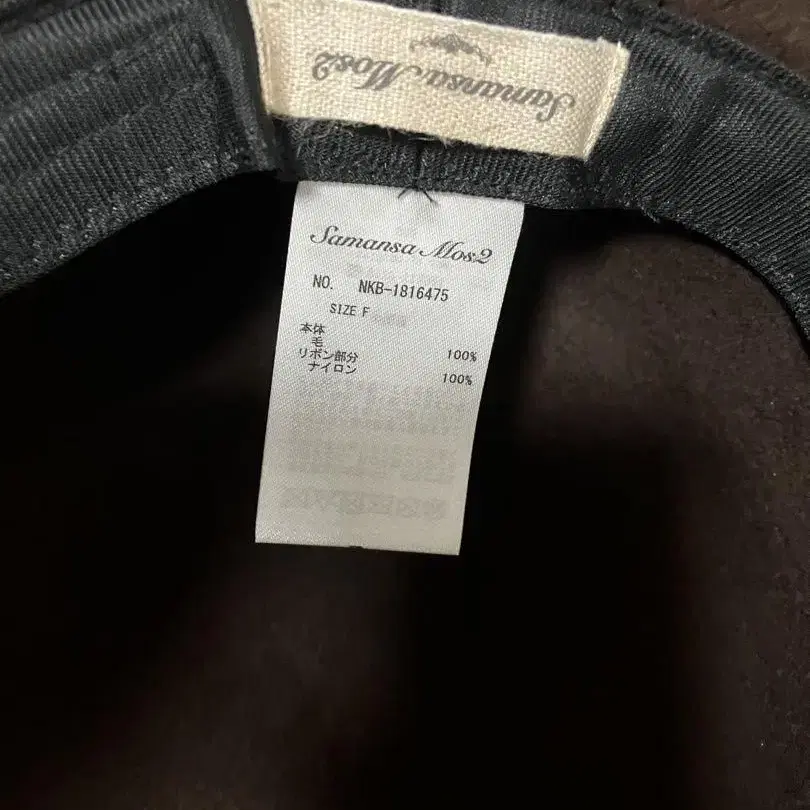 Samansa Mos2
Samansa Mos2
NO. NKB-1816475
SIZE F
本体
毛 100%
リボン部分
ナイロン 100%